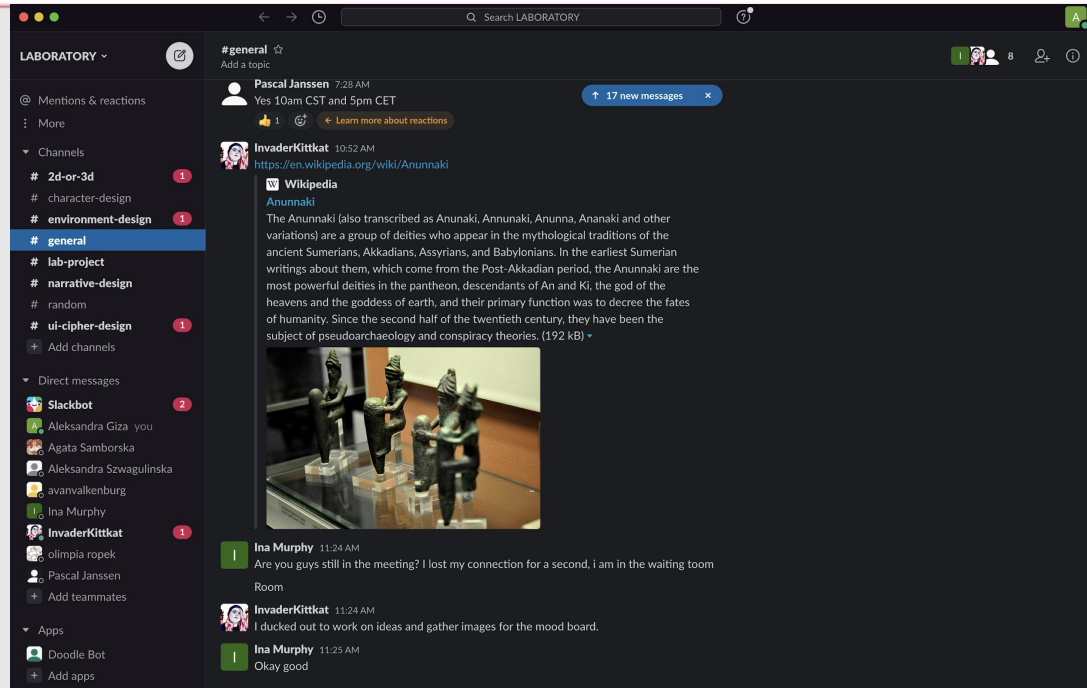 Search LABORATORY
A
LABORATORY
#general
Add a topic
I
8
@ Mentions & reactions
More
Channels
# 2d-or-3d 1
# character-design
# environment-design 1
# general
# lab-project
# narrative-design
# random
# ui-cipher-design 1
+ Add channels
Direct messages
Slackbot 2
A Aleksandra Giza you
Agata Samborska
Aleksandra Szwagulinska
avanvalkenburg
I Ina Murphy
InvaderKittkat 1
olimpia ropek
Pascal Janssen
+ Add teammates
Apps
Doodle Bot
+ Add apps
Pascal Janssen 7:28 AM
Yes 10am CST and 5pm CET
↑ 17 new messages ×
👍 1 ← Learn more about reactions
InvaderKittkat 10:52 AM
https://en.wikipedia.org/wiki/Anunnaki
W Wikipedia
Anunnaki
The Anunnaki (also transcribed as Anunaki, Annunaki, Anunna, Ananaki and other
variations) are a group of deities who appear in the mythological traditions of the
ancient Sumerians, Akkadians, Assyrians, and Babylonians. In the earliest Sumerian
writings about them, which come from the Post-Akkadian period, the Anunnaki are the
most powerful deities in the pantheon, descendants of An and Ki, the god of the
heavens and the goddess of earth, and their primary function was to decree the fates
of humanity. Since the second half of the twentieth century, they have been the
subject of pseudoarchaeology and conspiracy theories. (192 kB)
I Ina Murphy 11:24 AM
Are you guys still in the meeting? I lost my connection for a second, i am in the waiting toom
Room
InvaderKittkat 11:24 AM
I ducked out to work on ideas and gather images for the mood board.
I Ina Murphy 11:25 AM
Okay good